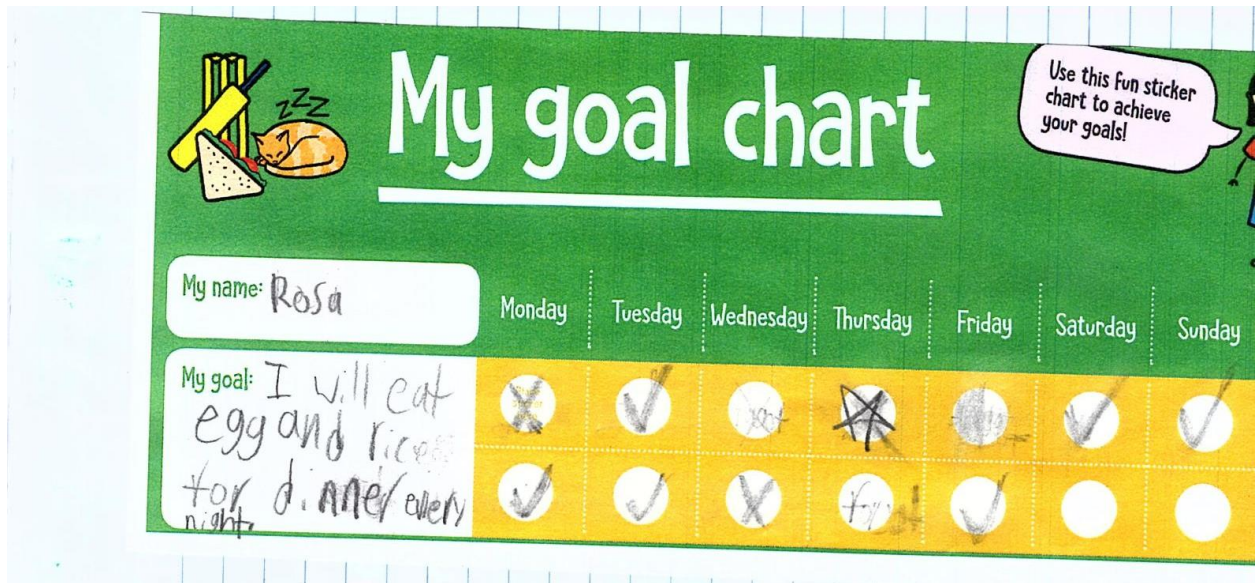 zzz
My goal chart
Use this fun sticker
chart to achieve
your goals!
My name: Rosa
Monday Tuesday Wednesday Thursday Friday Saturday Sunday
My goal: I will eat
egg and rice
for dinner every
night.